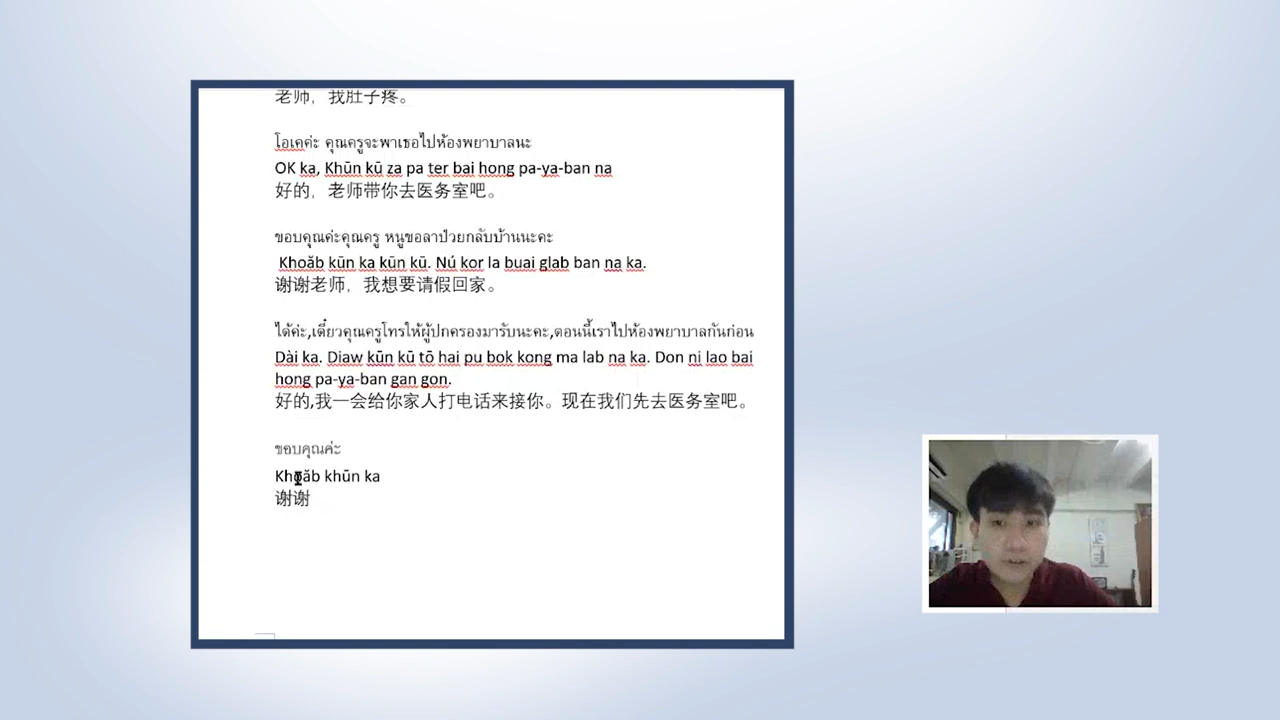 老师，我肚子疼。
โอเคค่ะ คุณครูจะพาเธอไปห้องพยาบาลนะ
OK ka, Khūn kū za pa ter bai hong pa-ya-ban na
好的，老师带你去医务室吧。
ขอบคุณค่ะคุณครู หนูขอลาป่วยกลับบ้านนะคะ
Khoăb kūn ka kūn kū. Nú kor la buai glab ban na ka.
谢谢老师，我想要请假回家。
ได้ค่ะ,เดี๋ยวคุณครูโทรให้ผู้ปกครองมารับนะคะ,ตอนนี้เราไปห้องพยาบาลกันก่อน
Dài ka. Diaw kūn kū tō hai pu bok kong ma lab na ka. Don ni lao bai
hong pa-ya-ban gan gon.
好的,我一会给你家人打电话来接你。现在我们先去医务室吧。
ขอบคุณค่ะ
Khoăb khūn ka
谢谢